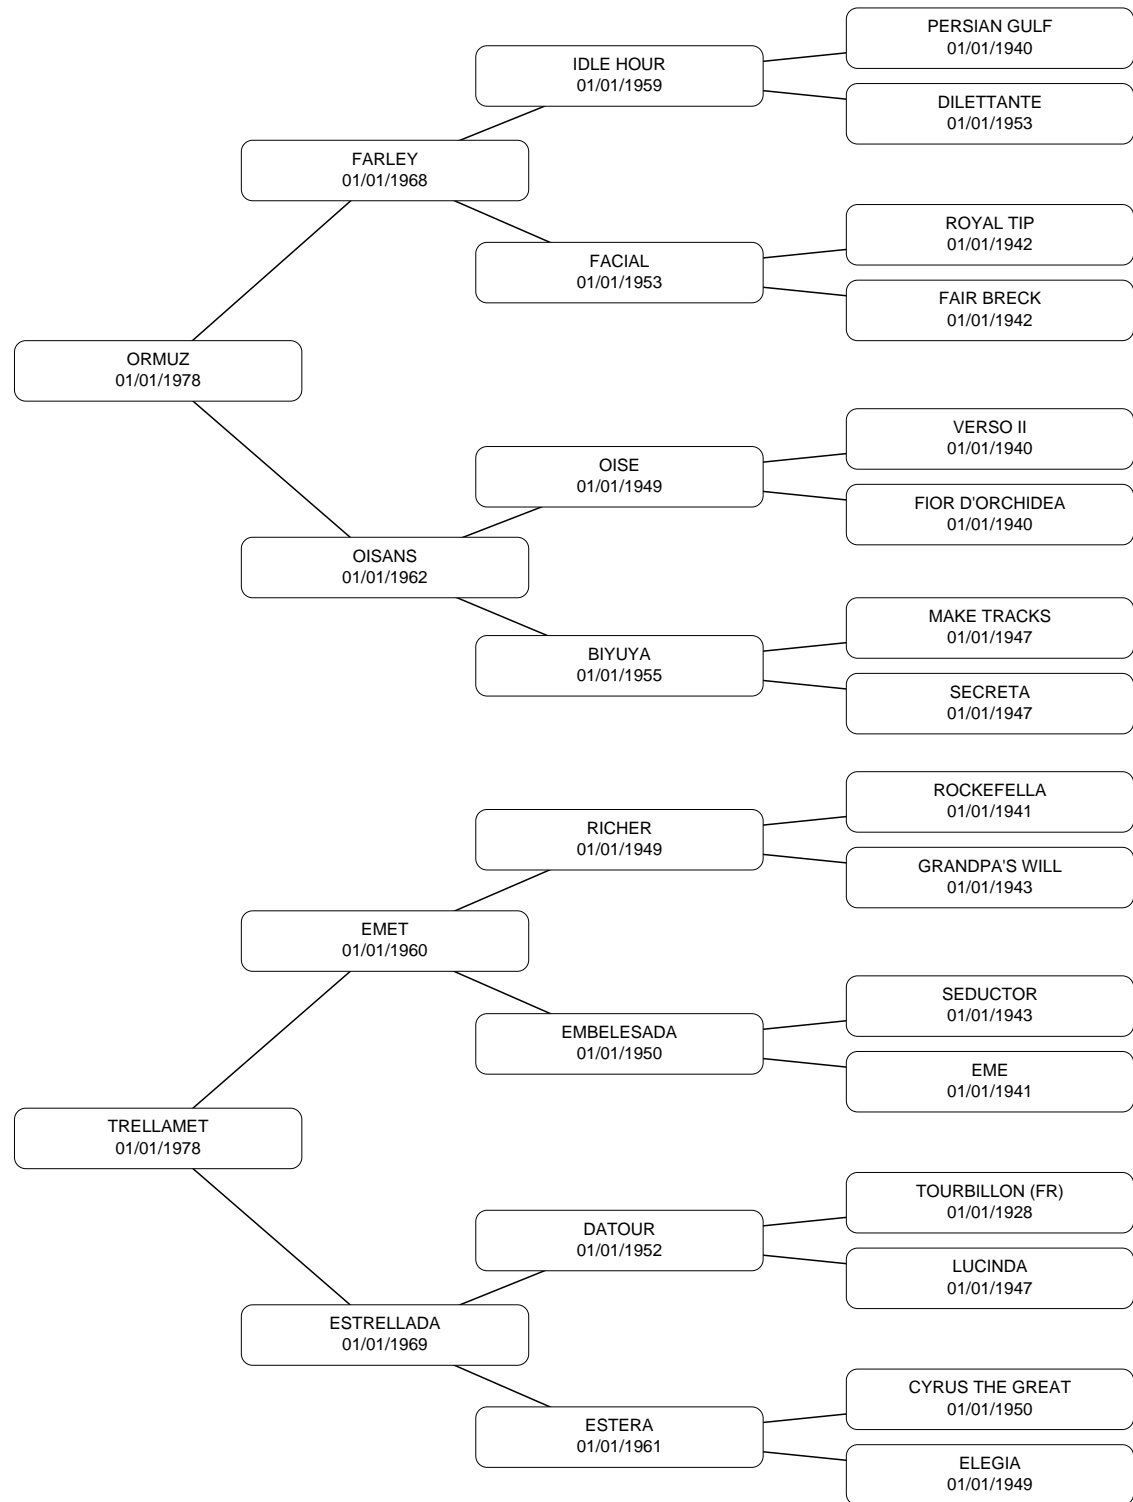 PERSIAN GULF
01/01/1940
IDLE HOUR
01/01/1959
DILETTANTE
01/01/1953
FARLEY
01/01/1968
ROYAL TIP
01/01/1942
FACIAL
01/01/1953
FAIR BRECK
01/01/1942
ORMUZ
01/01/1978
VERSO II
01/01/1940
OISE
01/01/1949
FIOR D'ORCHIDEA
01/01/1940
OISANS
01/01/1962
MAKE TRACKS
01/01/1947
BIYUYA
01/01/1955
SECRETA
01/01/1947
ROCKEFELLA
01/01/1941
RICHER
01/01/1949
GRANDPA'S WILL
01/01/1943
EMET
01/01/1960
SEDUCTOR
01/01/1943
EMBELESADA
01/01/1950
EME
01/01/1941
TRELLAMET
01/01/1978
TOURBILLON (FR)
01/01/1928
DATOUR
01/01/1952
LUCINDA
01/01/1947
ESTRELLADA
01/01/1969
CYRUS THE GREAT
01/01/1950
ESTERA
01/01/1961
ELEGIA
01/01/1949